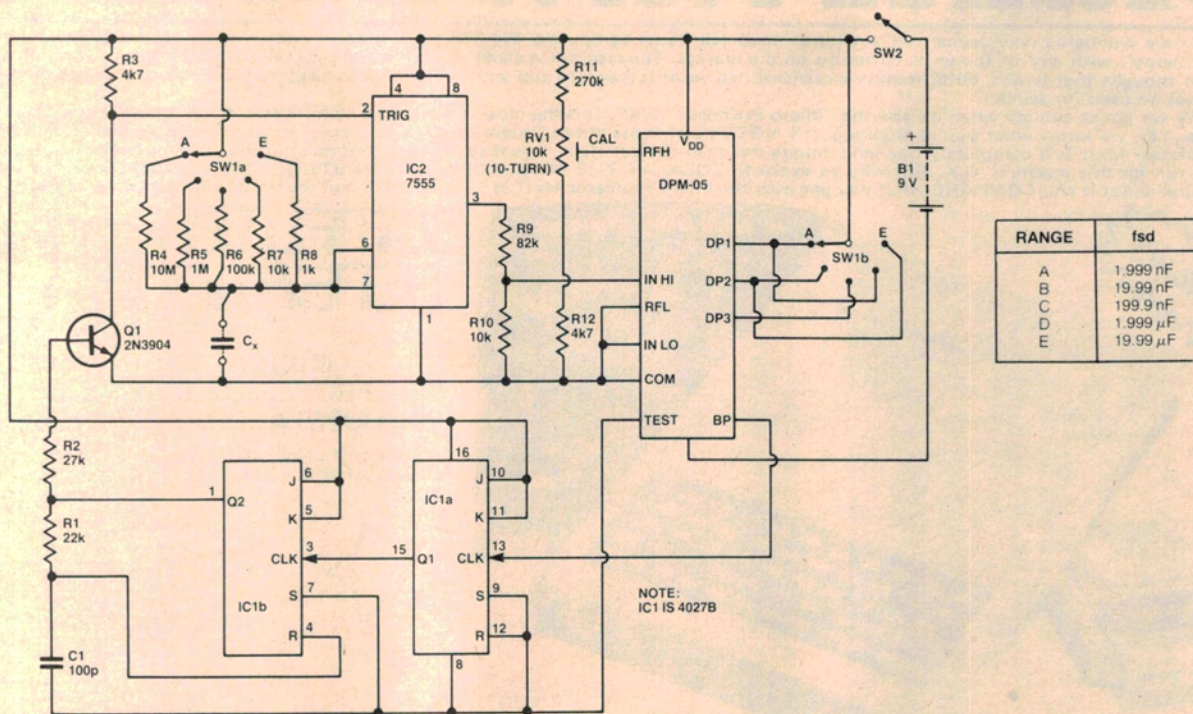 R3
4k7
2
TRIG
4
8
IC2
7555
3
6
7
1
A
SW1a
E
R4
10M
R5
1M
R6
100k
R7
10k
R8
1k
Cx
Q1
2N3904
R2
27k
R1
22k
C1
100p
R9
82k
R10
10k
R11
270k
RV1
10k
(10-TURN)
CAL
R12
4k7
VDD
RFH
DPM-05
DP1
DP2
DP3
IN HI
RFL
IN LO
COM
TEST
BP
A
SW1b
E
SW2
+
B1
9V
RANGE fsd
A 1.999 nF
B 19.99 nF
C 199.9 nF
D 1.999 μF
E 19.99 μF
1
Q2
6
J
5
K
3
CLK
7
S
4
R
IC1b
16
IC1a
10
J
11
K
15
Q1
13
CLK
9
S
12
R
8
NOTE:
IC1 IS 4027B